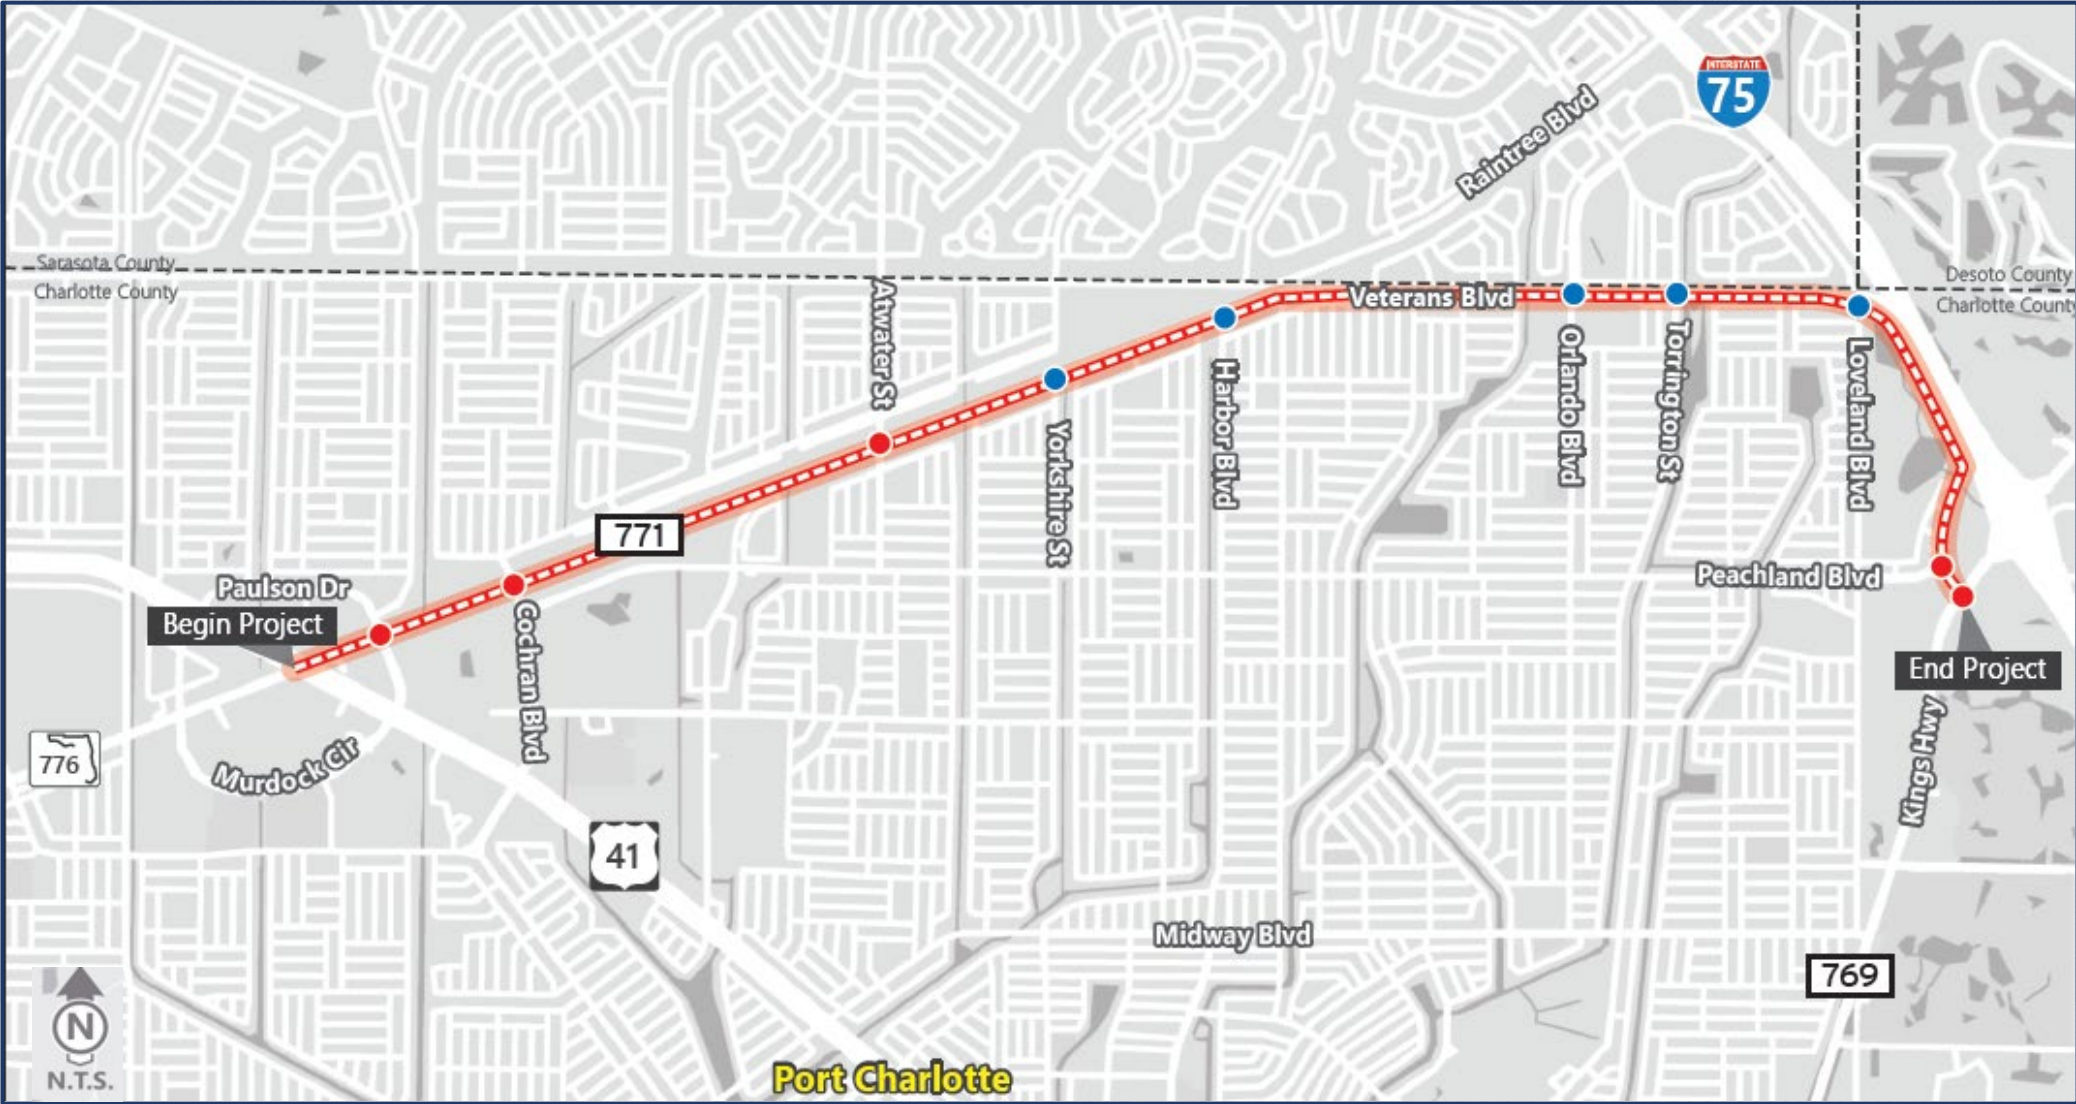 INTERSTATE
75
Raintree Blvd
Sarasota County
Charlotte County
Desoto County
Charlotte County
Veterans Blvd
Atwater St
Yorkshire St
Harbor Blvd
Orlando Blvd
Torrington St
Loveland Blvd
771
Paulson Dr
Begin Project
Cochran Blvd
Peachland Blvd
End Project
776
Murdock Cir
Kings Hwy
41
Midway Blvd
769
N
N.T.S.
Port Charlotte